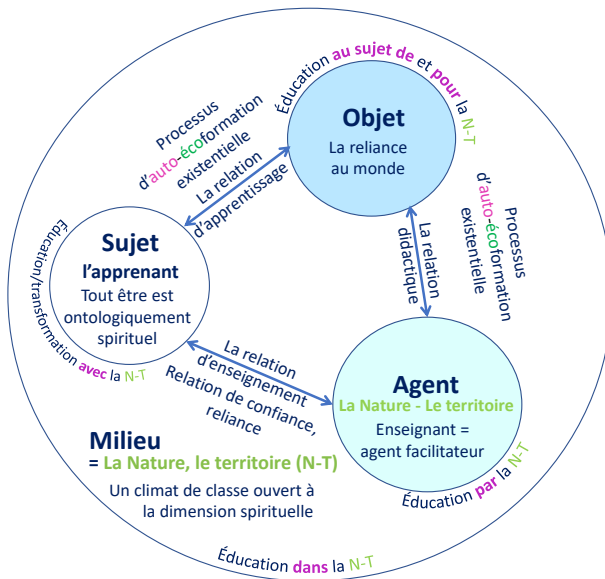 Éducation au sujet de et pour la N-T
Objet
La reliance
au monde
Processus
d'auto-écoformation
existentielle
La relation
d'apprentissage
Sujet
l'apprenant
Tout être est
ontologiquement
spirituel
Éducation/transformation avec la N-T
La relation
didactique
Processus
d'auto-écoformation
existentielle
La relation
d'enseignement
Relation de confiance,
reliance
Agent
La Nature - Le territoire
Enseignant =
agent facilitateur
Éducation par la N-T
Milieu
= La Nature, le territoire (N-T)
Un climat de classe ouvert à
la dimension spirituelle
Éducation dans la N-T